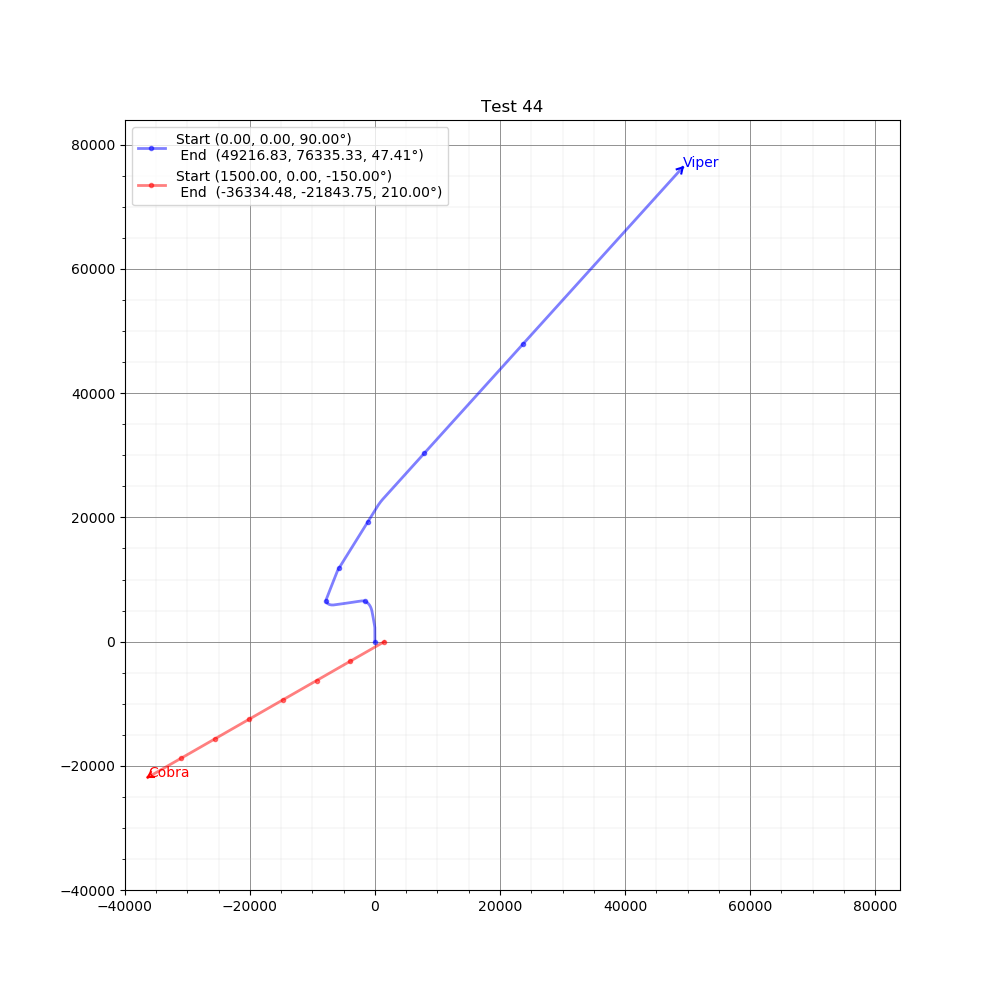 Test 44
Start (0.00, 0.00, 90.00°)
End (49216.83, 76335.33, 47.41°)
Start (1500.00, 0.00, -150.00°)
End (-36334.48, -21843.75, 210.00°)
Viper
Cobra
80000
60000
40000
20000
0
−20000
−40000
−40000 −20000 0 20000 40000 60000 80000